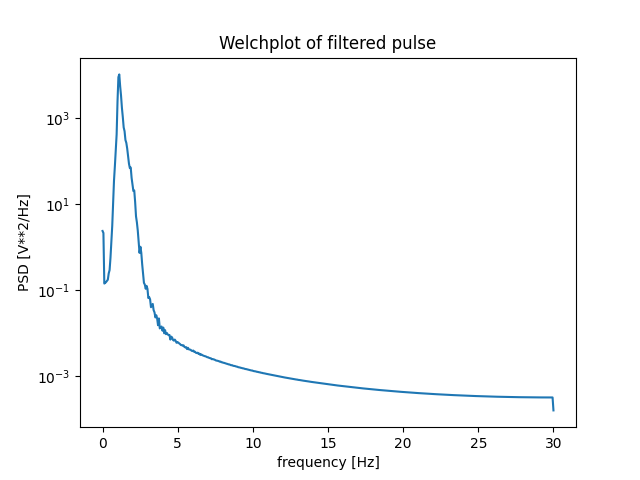 Welchplot of filtered pulse
PSD [V**2/Hz]
10³
10¹
10⁻¹
10⁻³
0 5 10 15 20 25 30
frequency [Hz]